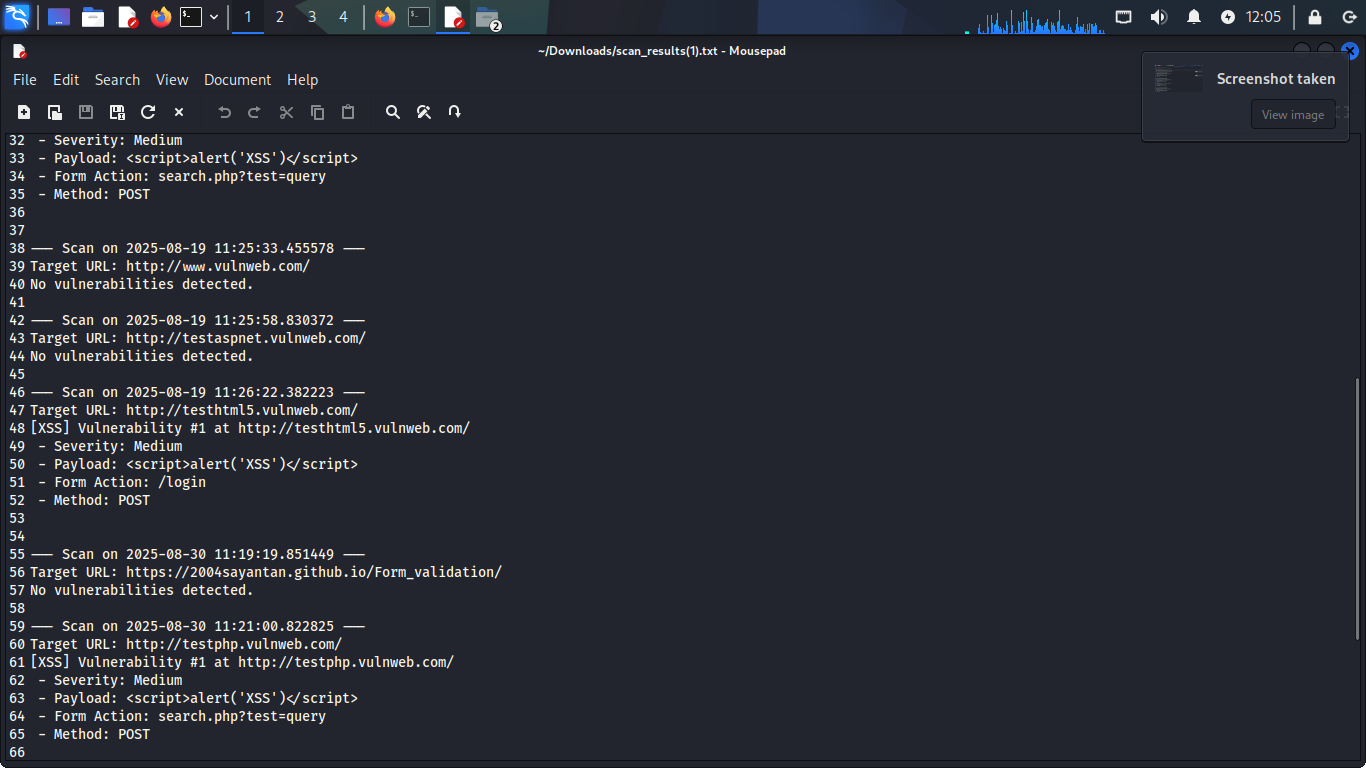 1 2 3 4 2 12:05
~/Downloads/scan_results(1).txt - Mousepad
File Edit Search View Document Help
Screenshot taken
View image
32 - Severity: Medium
33 - Payload: <script>alert('XSS')</script>
34 - Form Action: search.php?test=query
35 - Method: POST
36
37
38 --- Scan on 2025-08-19 11:25:33.455578 ---
39 Target URL: http://www.vulnweb.com/
40 No vulnerabilities detected.
41
42 --- Scan on 2025-08-19 11:25:58.830372 ---
43 Target URL: http://testaspnet.vulnweb.com/
44 No vulnerabilities detected.
45
46 --- Scan on 2025-08-19 11:26:22.382223 ---
47 Target URL: http://testhtml5.vulnweb.com/
48 [XSS] Vulnerability #1 at http://testhtml5.vulnweb.com/
49 - Severity: Medium
50 - Payload: <script>alert('XSS')</script>
51 - Form Action: /login
52 - Method: POST
53
54
55 --- Scan on 2025-08-30 11:19:19.851449 ---
56 Target URL: https://2004sayantan.github.io/Form_validation/
57 No vulnerabilities detected.
58
59 --- Scan on 2025-08-30 11:21:00.822825 ---
60 Target URL: http://testphp.vulnweb.com/
61 [XSS] Vulnerability #1 at http://testphp.vulnweb.com/
62 - Severity: Medium
63 - Payload: <script>alert('XSS')</script>
64 - Form Action: search.php?test=query
65 - Method: POST
66